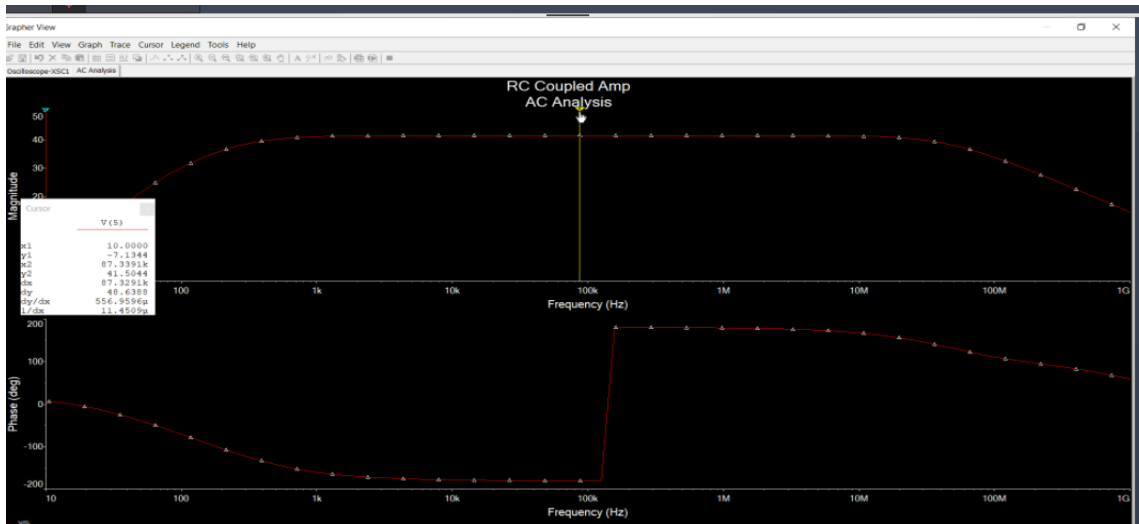 Grapher View
File Edit View Graph Trace Cursor Legend Tools Help
Oscilloscope-XSC1 AC Analysis
RC Coupled Amp
AC Analysis
50
40
30
20
Magnitude
Cursor
V(5)
x1 10.0000
y1 -7.1344
x2 87.3391k
y2 41.5044
dx 87.3291k
dy 48.6388
dy/dx 556.9596µ
1/dx 11.4509µ
100 1k 10k 100k 1M 10M 100M 1G
Frequency (Hz)
200
100
0
-100
-200
Phase (deg)
10 100 1k 10k 100k 1M 10M 100M 1G
Frequency (Hz)